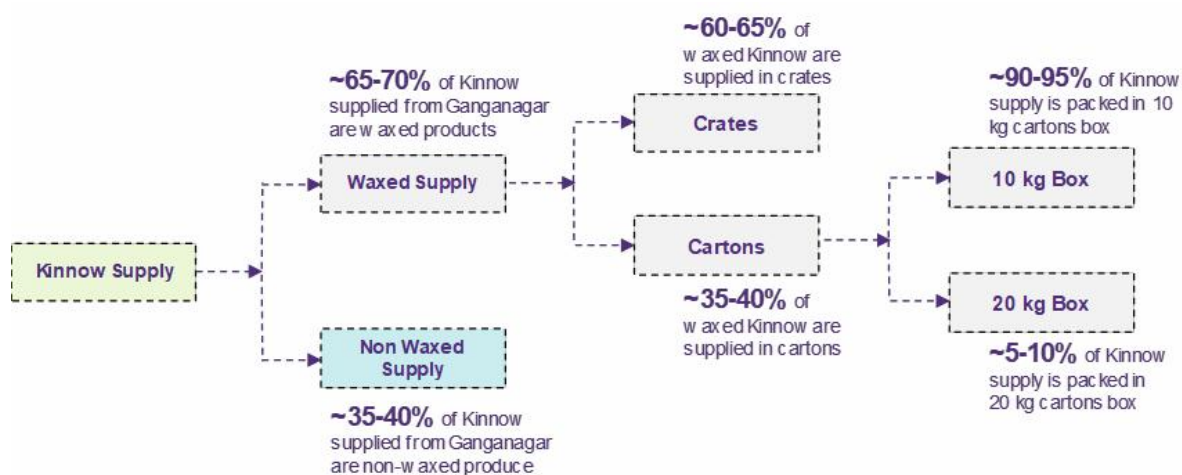 ~60-65% of
waxed Kinnow are
supplied in crates
~65-70% of Kinnow
supplied from Ganganagar
are waxed products
~90-95% of Kinnow
supply is packed in 10
kg cartons box
Crates
Waxed Supply
10 kg Box
Kinnow Supply
Cartons
~35-40% of
waxed Kinnow are
supplied in cartons
20 kg Box
Non Waxed
Supply
~5-10% of Kinnow
supply is packed in
20 kg cartons box
~35-40% of Kinnow
supplied from Ganganagar
are non-waxed produce